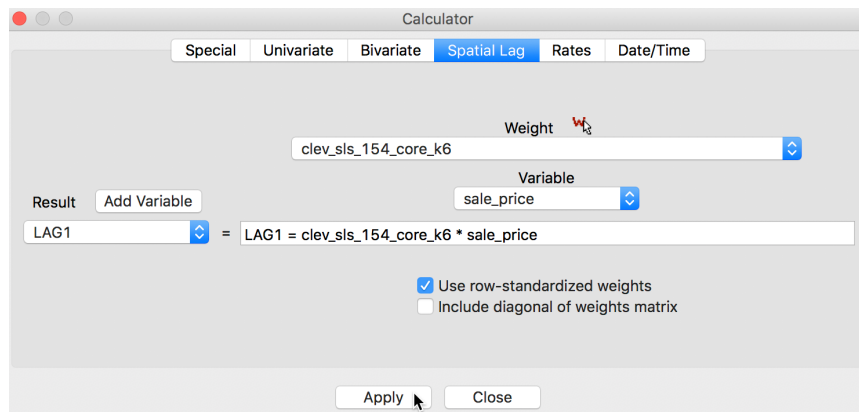 Calculator
Special Univariate Bivariate Spatial Lag Rates Date/Time
Weight W
clev_sls_154_core_k6
Variable
Result Add Variable sale_price
LAG1 = LAG1 = clev_sls_154_core_k6 * sale_price
Use row-standardized weights
Include diagonal of weights matrix
Apply Close